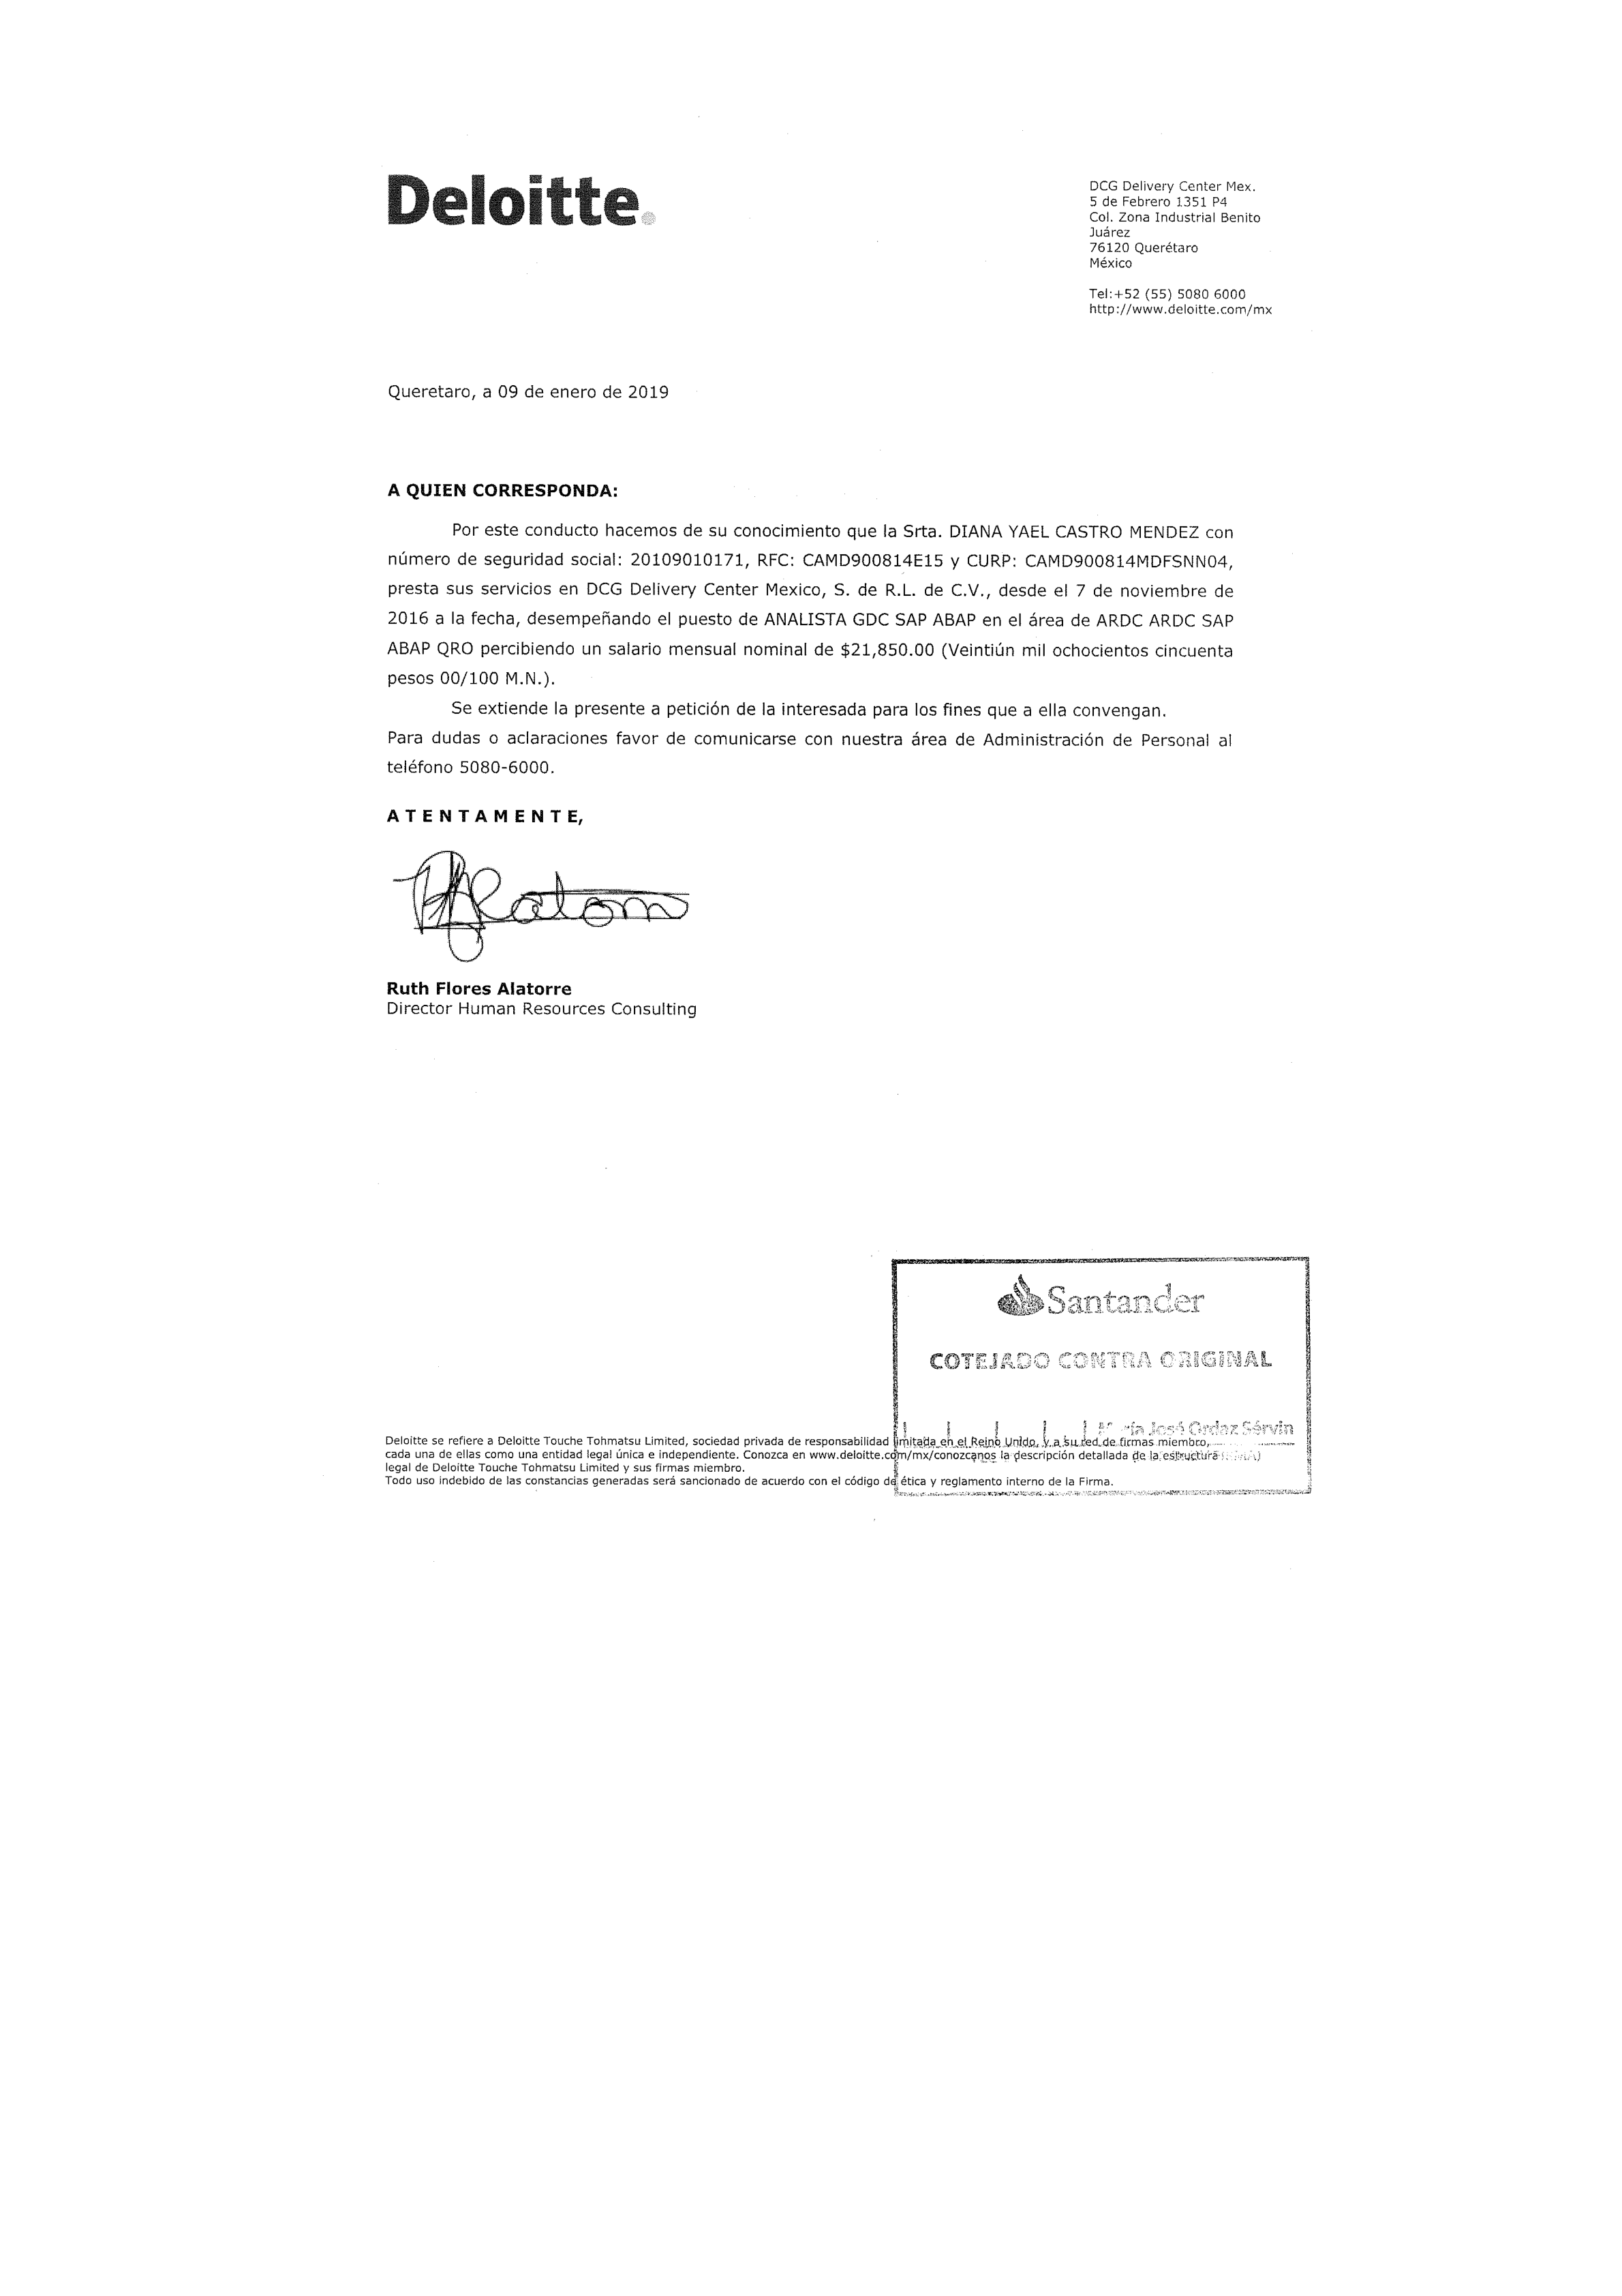 Deloitte.
DCG Delivery Center Mex.
5 de Febrero 1351 P4
Col. Zona Industrial Benito
Juárez
76120 Querétaro
México
Tel:+52 (55) 5080 6000
http://www.deloitte.com/mx
Queretaro, a 09 de enero de 2019
A QUIEN CORRESPONDA:
Por este conducto hacemos de su conocimiento que la Srta. DIANA YAEL CASTRO MENDEZ con
número de seguridad social: 20109010171, RFC: CAMD900814E15 y CURP: CAMD900814MDFSNN04,
presta sus servicios en DCG Delivery Center Mexico, S. de R.L. de C.V., desde el 7 de noviembre de
2016 a la fecha, desempeñando el puesto de ANALISTA GDC SAP ABAP en el área de ARDC ARDC SAP
ABAP QRO percibiendo un salario mensual nominal de $21,850.00 (Veintiún mil ochocientos cincuenta
pesos 00/100 M.N.).
Se extiende la presente a petición de la interesada para los fines que a ella convengan.
Para dudas o aclaraciones favor de comunicarse con nuestra área de Administración de Personal al
teléfono 5080-6000.
A T E N T A M E N T E,
Ruth Flores Alatorre
Director Human Resources Consulting
Santander
COTEJADO CONTRA ORIGINAL
José Ordaz Sérvin
Deloitte se refiere a Deloitte Touche Tohmatsu Limited, sociedad privada de responsabilidad limitada en el Reino Unido, y a su red de firmas miembro,
cada una de ellas como una entidad legal única e independiente. Conozca en www.deloitte.com/mx/conozcanos la descripción detallada de la estructura
legal de Deloitte Touche Tohmatsu Limited y sus firmas miembro.
Todo uso indebido de las constancias generadas será sancionado de acuerdo con el código de ética y reglamento interno de la Firma.